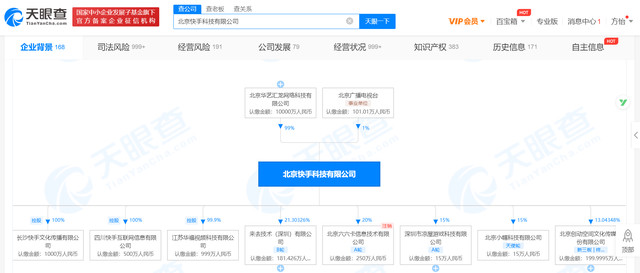 天眼查
TianYanCha.com
国家中小企业发展子基金旗下
官方备案企业征信机构
查公司 查老板 查关系
北京快手科技有限公司
天眼一下
VIP会员 百宝箱 HOT 专业版 消息中心1 方怡
企业背景 168 司法风险 999+ 经营风险 191 公司发展 79 经营状况 999+ 知识产权 383 历史信息 171 自主信息 HOT
北京华艺汇龙网络科技有限公司
认缴金额：10000万人民币
99%
北京广播电视台
事业单位
认缴金额：101.01万人民币
1%
北京快手科技有限公司
控股 100%
长沙快手文化传播有限公司
认缴金额：1000万人民币
控股 100%
四川快手互联网信息有限公司
认缴金额：500万人民币
控股 99.9%
江苏华禧视频科技有限公司
认缴金额：999万人民币
21.30326%
来去技术（深圳）有限公司
B轮
认缴金额：181.426万人...
20%
注销
北京六六卡信息技术有限公司
A轮
认缴金额：250万人民币
15%
深圳市凉屋游戏科技有限公司
A轮
认缴金额：15万人民币
15%
北京小糖科技有限公司
天使轮
认缴金额：15万人民币
13.04348%
北京启动空间文化传媒股份有限公司
认缴金额：199.9995万人...
顶部